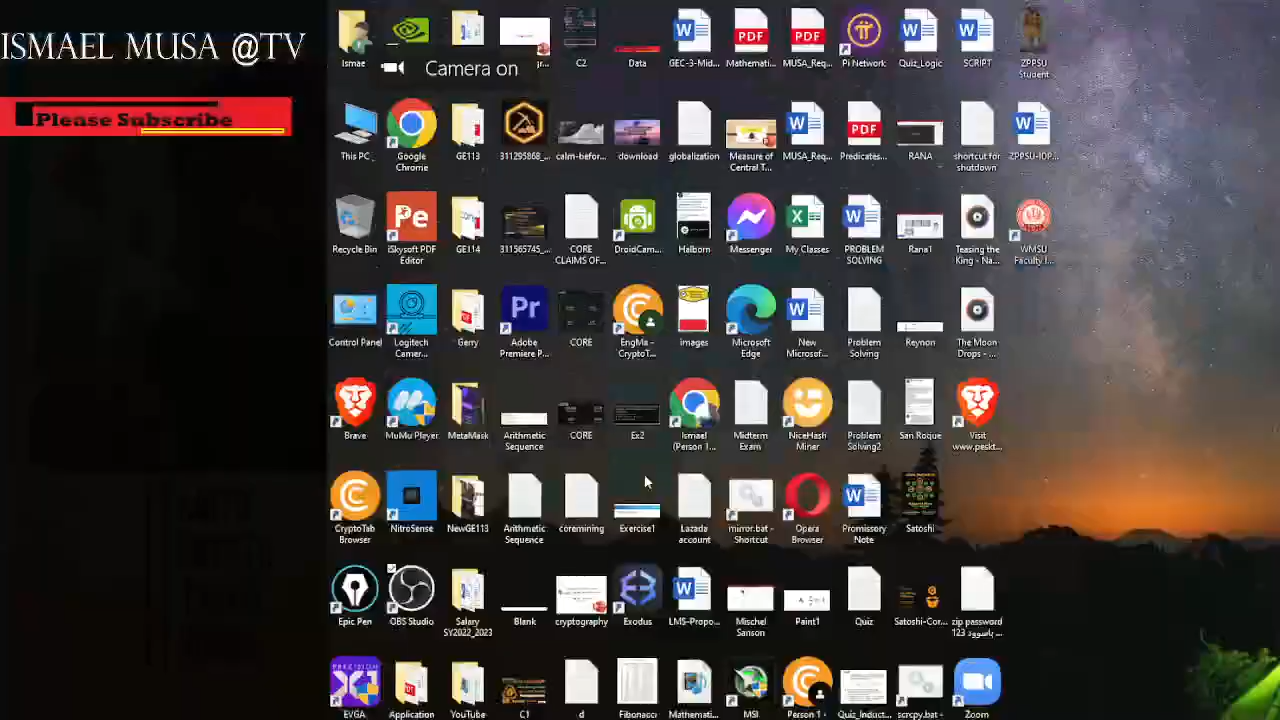 ISMAEL MUSA @TV
Camera on
Please Subscribe
Ismae
C2
Data
GEC-3-Mid...
Mathemati...
MUSA_Req...
Pi Network
Quiz_Logic
SCRIPT
ZPPSU
Student
This PC
Google
Chrome
GE113
311295868_...
calm-befor...
download
globalization
Measure of
Central T...
MUSA_Req...
Predicates...
RANA
shortcut for
shutdown
ZPPSU-IOP...
Recycle Bin
iSkysoft PDF
Editor
GE114
311565745_...
CORE
CLAIMS OF...
DroidCam...
Halborn
Messenger
My Classes
PROBLEM
SOLVING
Rana1
Teasing the
King - Na...
WMSU
Faculty I...
Control Panel
Logitech
Camer...
Gerry
Adobe
Premiere P...
CORE
EngMa -
CryptoT...
images
Microsoft
Edge
New
Microsof...
Problem
Solving
Reynon
The Moon
Drops - ...
Brave
MuMu Player
MetaMask
Arithmetic
Sequence
CORE
Ex2
Ismael
(Person 1...
Midterm
Exam
NiceHash
Miner
Problem
Solving2
San Roque
Visit
www.peskt...
CryptoTab
Browser
NitroSense
NewGE113
Arithmetic
Sequence
coremining
Exercise1
Lazada
account
mirror.bat -
Shortcut
Opera
Browser
Promissory
Note
Satoshi
Epic Pen
OBS Studio
Salary
SY2022_2023
Blank
cryptography
Exodus
LMS-Propo...
Mischel
Sanson
Paint1
Quiz
Satoshi-Cor...
zip password
123 باسوود ...
EVGA
Application
YouTube
C1
d
Fibonacci
Mathemati...
MSI
Person 1 -
Quiz_Induct...
scrcpy.bat -
Zoom